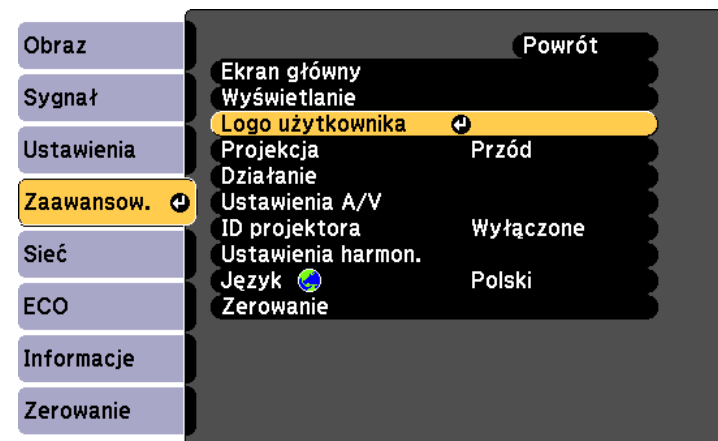 Obraz
Sygnał
Ustawienia
Zaawansow.
Sieć
ECO
Informacje
Zerowanie
Powrót
Ekran główny
Wyświetlanie
Logo użytkownika
Projekcja Przód
Działanie
Ustawienia A/V
ID projektora Wyłączone
Ustawienia harmon.
Język Polski
Zerowanie